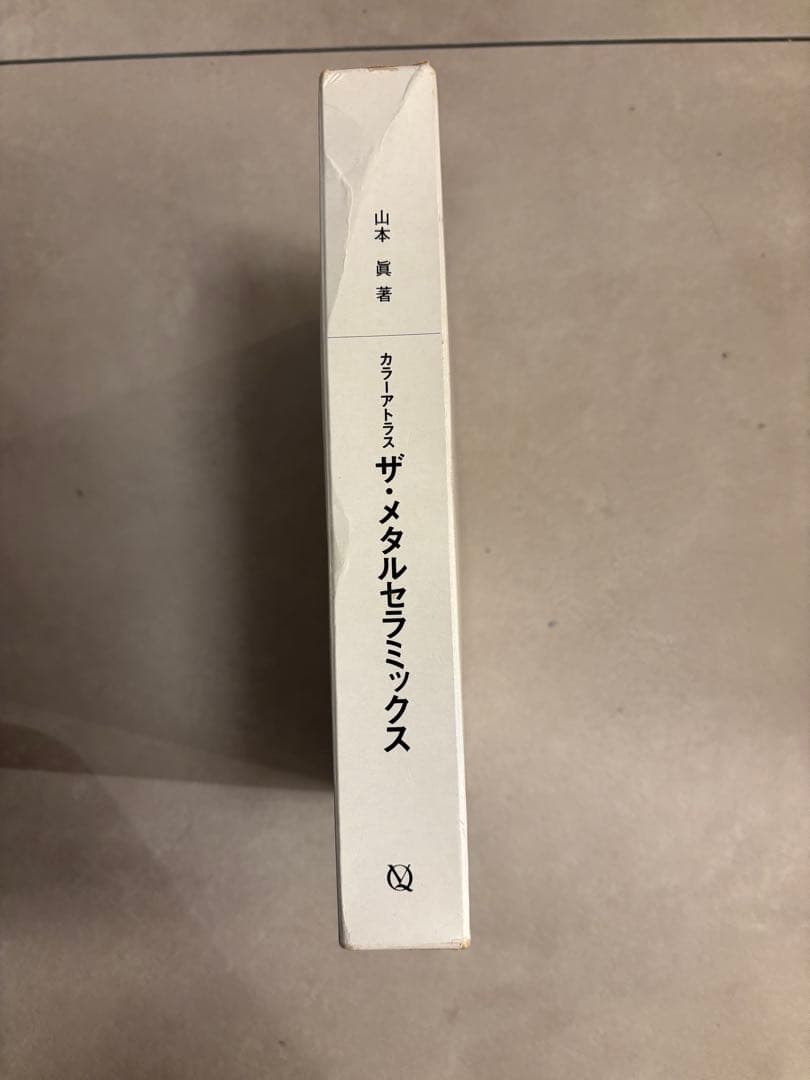 山本 眞 著
カラーアトラス
ザ・メタルセラミックス